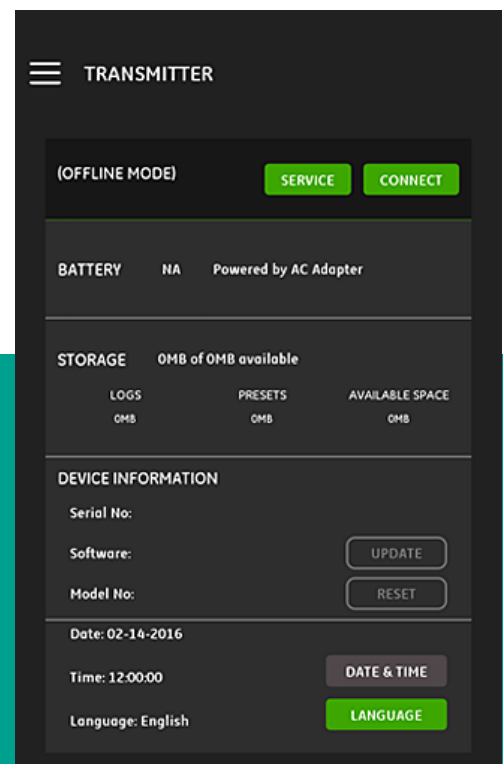 TRANSMITTER
(OFFLINE MODE) SERVICE CONNECT
BATTERY NA Powered by AC Adapter
STORAGE 0MB of 0MB available
LOGS PRESETS AVAILABLE SPACE
0MB 0MB 0MB
DEVICE INFORMATION
Serial No:
Software: UPDATE
Model No: RESET
Date: 02-14-2016
Time: 12:00:00 DATE & TIME
Language: English LANGUAGE